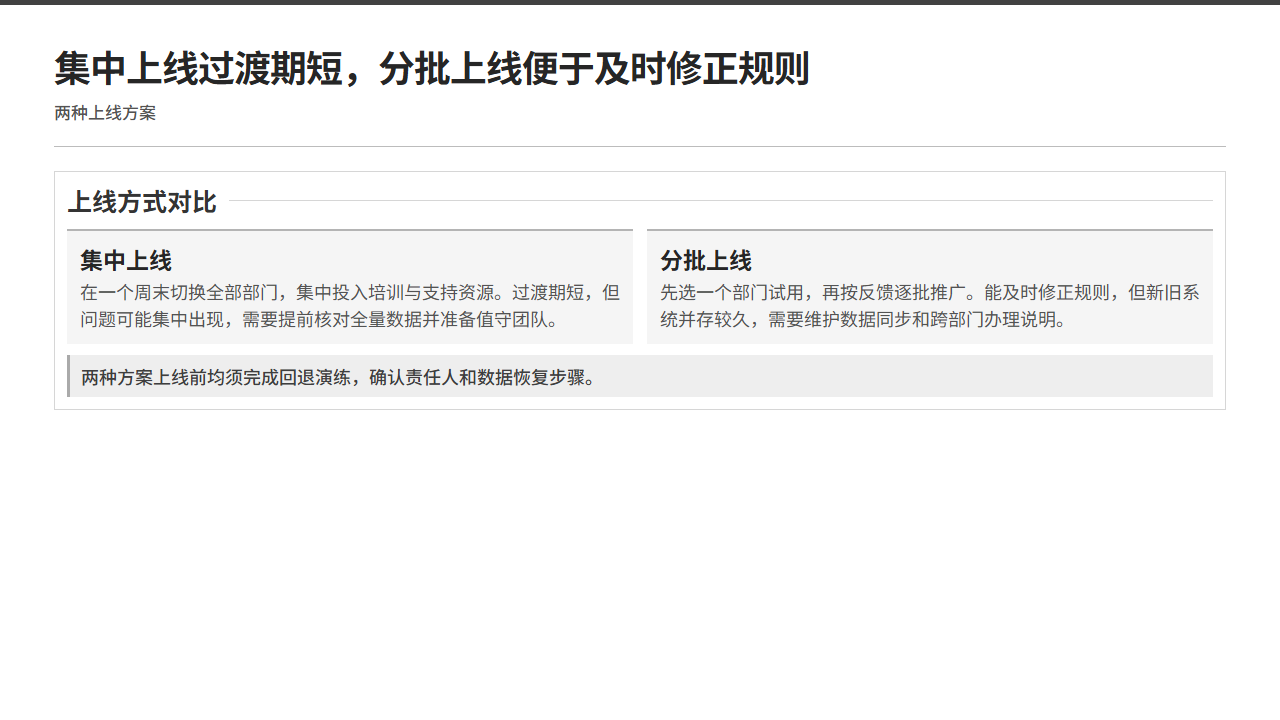 集中上线过渡期短，分批上线便于及时修正规则
两种上线方案
上线方式对比
集中上线
在一个周末切换全部部门，集中投入培训与支持资源。过渡期短，但
问题可能集中出现，需要提前核对全量数据并准备值守团队。
分批上线
先选一个部门试用，再按反馈逐批推广。能及时修正规则，但新旧系
统并存较久，需要维护数据同步和跨部门办理说明。
两种方案上线前均须完成回退演练，确认责任人和数据恢复步骤。